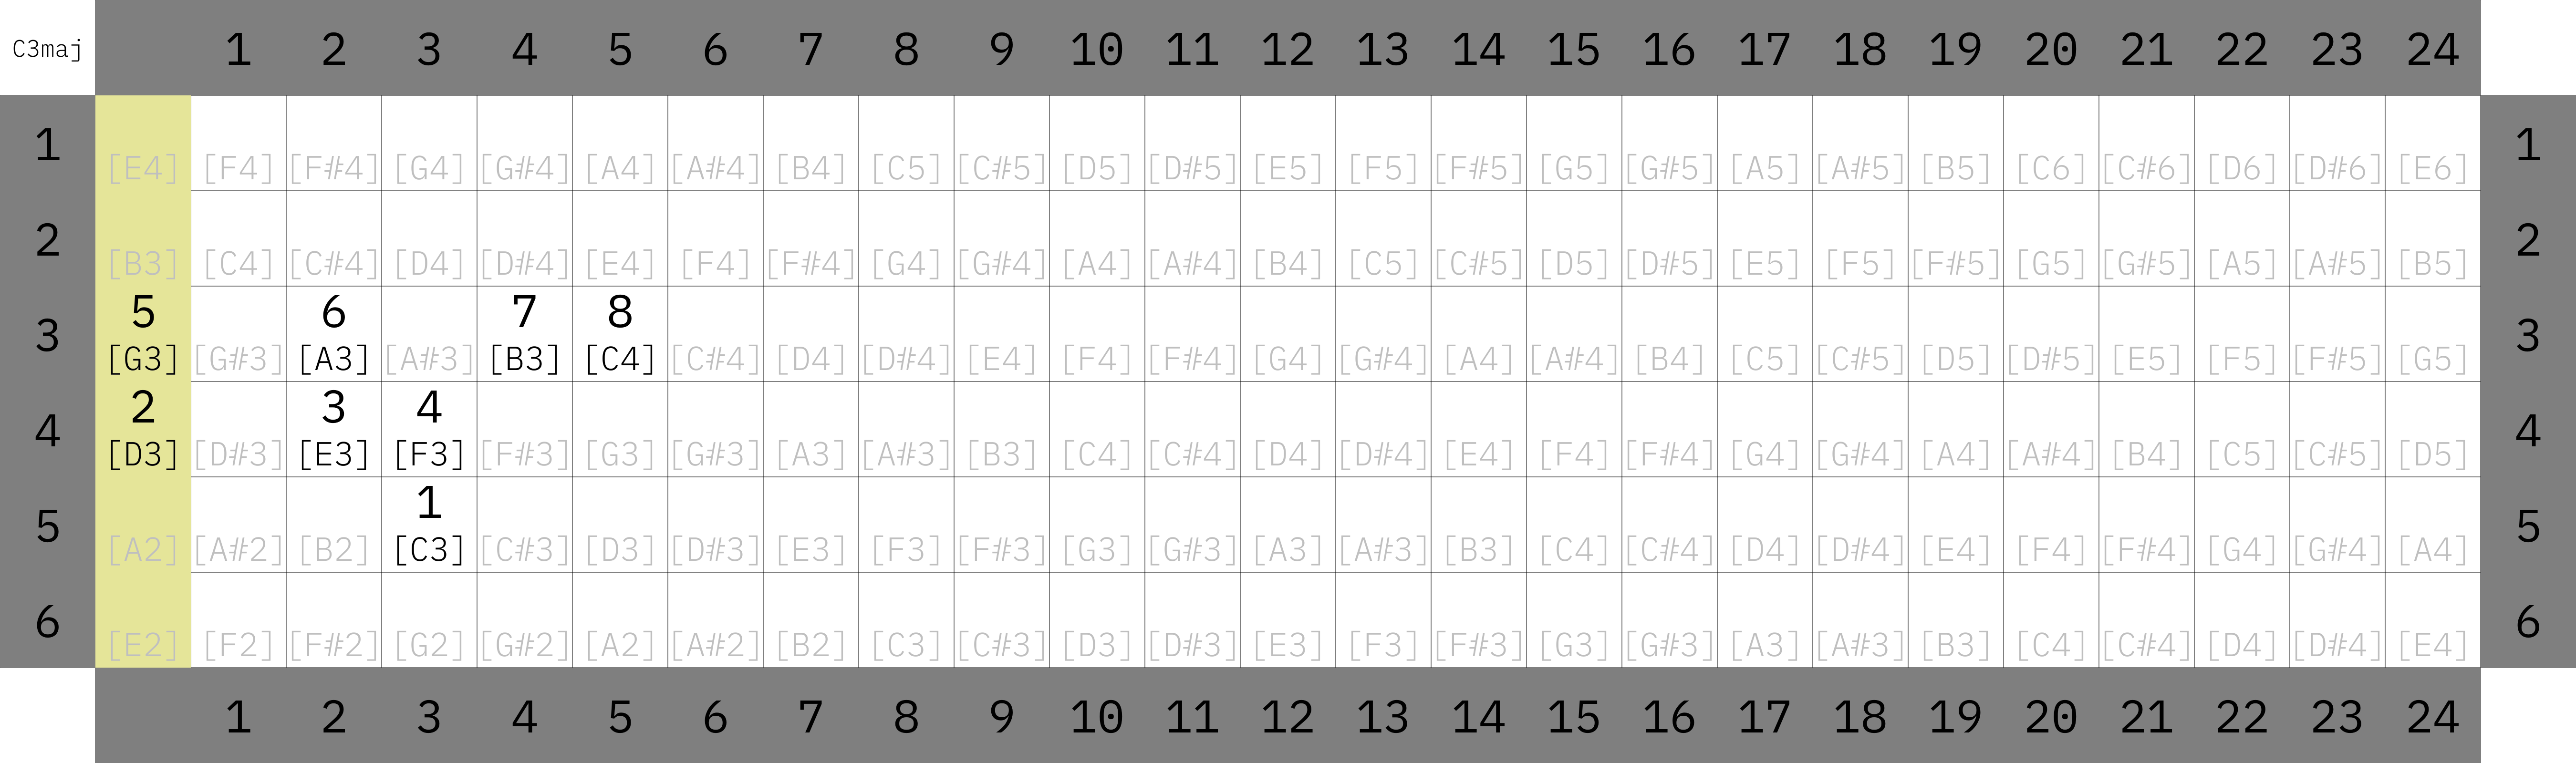 C3maj 1 2 3 4 5 6 7 8 9 10 11 12 13 14 15 16 17 18 19 20 21 22 23 24
1 [E4] [F4] [F#4] [G4] [G#4] [A4] [A#4] [B4] [C5] [C#5] [D5] [D#5] [E5] [F5] [F#5] [G5] [G#5] [A5] [A#5] [B5] [C6] [C#6] [D6] [D#6] [E6] 1
2 [B3] [C4] [C#4] [D4] [D#4] [E4] [F4] [F#4] [G4] [G#4] [A4] [A#4] [B4] [C5] [C#5] [D5] [D#5] [E5] [F5] [F#5] [G5] [G#5] [A5] [A#5] [B5] 2
5 6 7 8
3 [G3] [G#3] [A3] [A#3] [B3] [C4] [C#4] [D4] [D#4] [E4] [F4] [F#4] [G4] [G#4] [A4] [A#4] [B4] [C5] [C#5] [D5] [D#5] [E5] [F5] [F#5] [G5] 3
2 3 4
4 [D3] [D#3] [E3] [F3] [F#3] [G3] [G#3] [A3] [A#3] [B3] [C4] [C#4] [D4] [D#4] [E4] [F4] [F#4] [G4] [G#4] [A4] [A#4] [B4] [C5] [C#5] [D5] 4
1
5 [A2] [A#2] [B2] [C3] [C#3] [D3] [D#3] [E3] [F3] [F#3] [G3] [G#3] [A3] [A#3] [B3] [C4] [C#4] [D4] [D#4] [E4] [F4] [F#4] [G4] [G#4] [A4] 5
6 [E2] [F2] [F#2] [G2] [G#2] [A2] [A#2] [B2] [C3] [C#3] [D3] [D#3] [E3] [F3] [F#3] [G3] [G#3] [A3] [A#3] [B3] [C4] [C#4] [D4] [D#4] [E4] 6
1 2 3 4 5 6 7 8 9 10 11 12 13 14 15 16 17 18 19 20 21 22 23 24